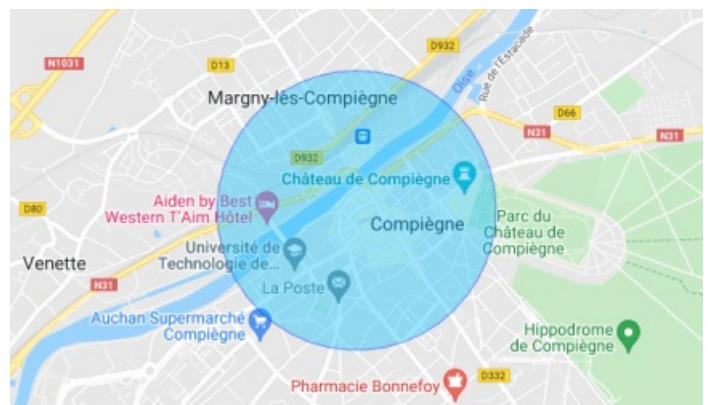 D932
N1031
D13
Oise
Rue de l'Estacade
Margny-lès-Compiègne
D66
N31
N31
D932
Château de Compiègne
Aiden by Best
Western T'Aim Hôtel
D80
Compiègne
Parc du
Château de
Compiègne
Université de
Technologie de...
Venette
N31
La Poste
Auchan Supermarché
Compiègne
Hippodrome
de Compiègne
Pharmacie Bonnefoy
D332